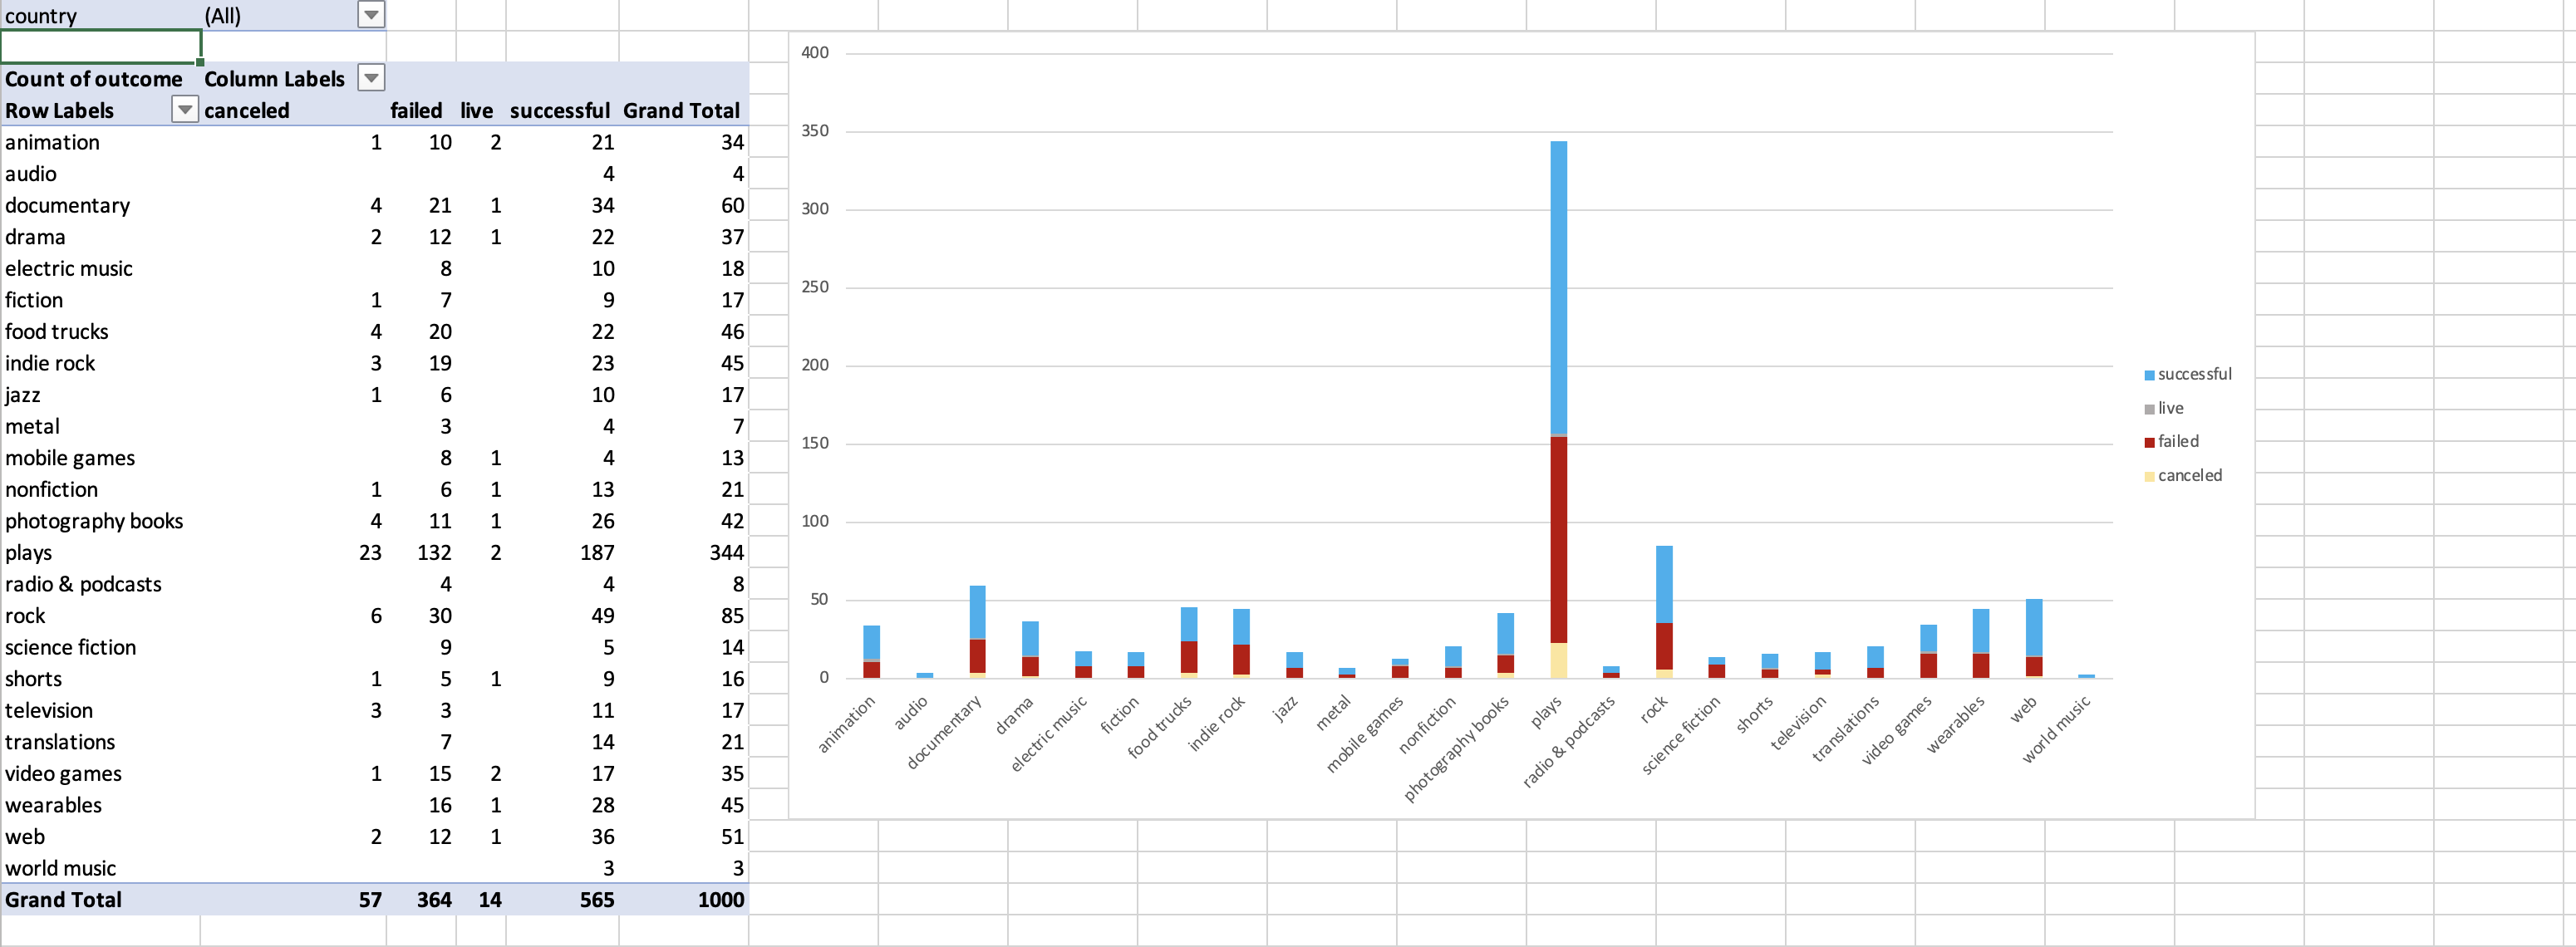 country (All)
Count of outcome Column Labels
Row Labels canceled failed live successful Grand Total
animation 1 10 2 21 34
audio 4 4
documentary 4 21 1 34 60
drama 2 12 1 22 37
electric music 8 10 18
fiction 1 7 9 17
food trucks 4 20 22 46
indie rock 3 19 23 45
jazz 1 6 10 17
metal 3 4 7
mobile games 8 1 4 13
nonfiction 1 6 1 13 21
photography books 4 11 1 26 42
plays 23 132 2 187 344
radio & podcasts 4 4 8
rock 6 30 49 85
science fiction 9 5 14
shorts 1 5 1 9 16
television 3 3 11 17
translations 7 14 21
video games 1 15 2 17 35
wearables 16 1 28 45
web 2 12 1 36 51
world music 3 3
Grand Total 57 364 14 565 1000
400
350
300
250
200
150
100
50
0
animation
audio
documentary
drama
electric music
fiction
food trucks
indie rock
jazz
metal
mobile games
nonfiction
photography books
plays
radio & podcasts
rock
science fiction
shorts
television
translations
video games
wearables
web
world music
successful
live
failed
canceled